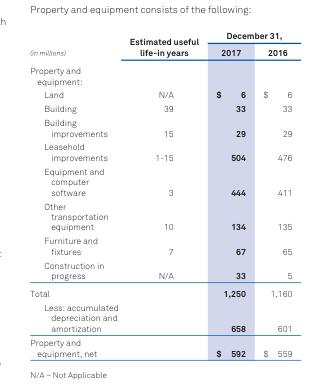 Property and equipment consists of the following:
th
December 31,
Estimated useful
(in millions) life-in years 2017 2016
Property and
equipment:
Land N/A $ 6 $ 6
Building 39 33 33
Building
improvements 15 29 29
Leasehold
improvements 1-15 504 476
Equipment and
computer
software 3 444 411
Other
transportation
equipment 10 134 135
Furniture and
fixtures 7 67 65
Construction in
progress N/A 33 5
Total 1,250 1,160
Less: accumulated
depreciation and
amortization 658 601
Property and
equipment, net $ 592 $ 559
N/A – Not Applicable